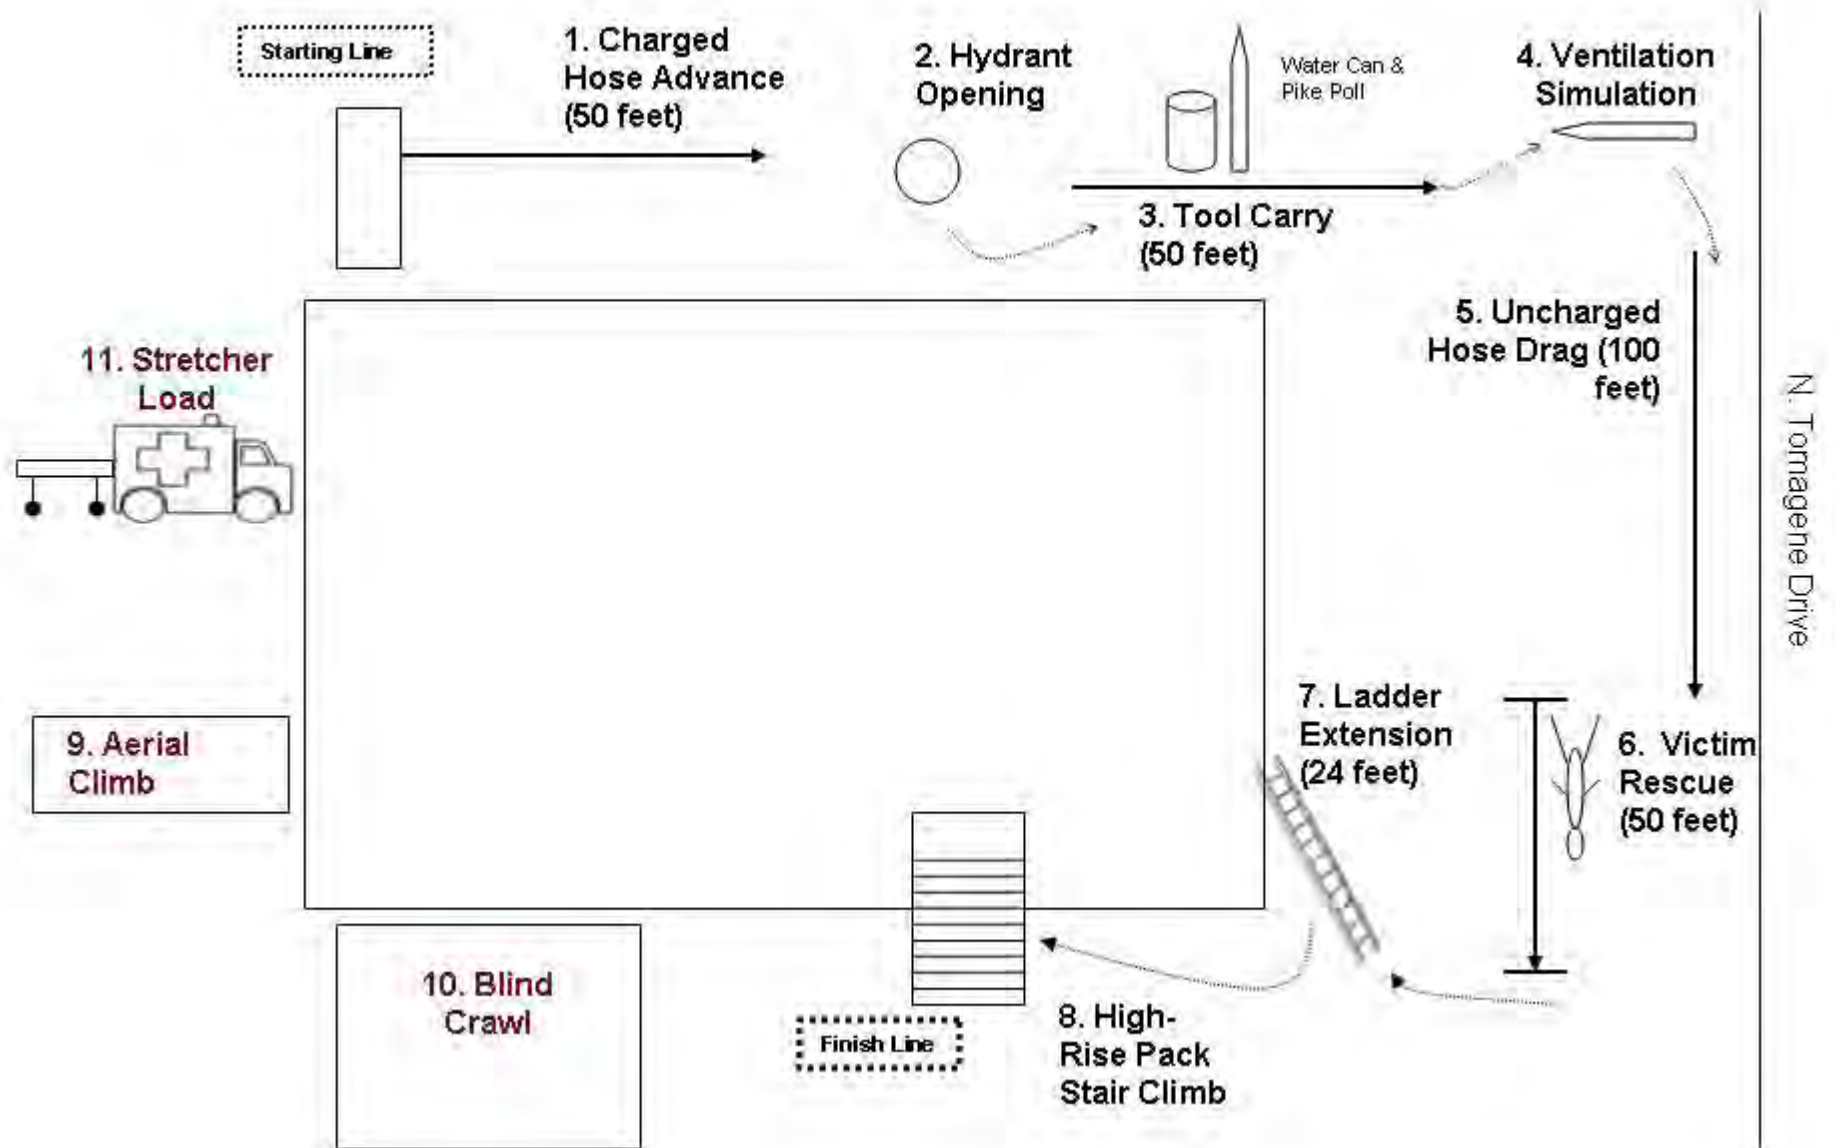 Starting Line
1. Charged
Hose Advance
(50 feet)
2. Hydrant
Opening
Water Can &
Pike Poll
3. Tool Carry
(50 feet)
4. Ventilation
Simulation
5. Uncharged
Hose Drag (100
feet)
N. Tomagene Drive
6. Victim
Rescue
(50 feet)
7. Ladder
Extension
(24 feet)
8. High-
Rise Pack
Stair Climb
Finish Line
9. Aerial
Climb
10. Blind
Crawl
11. Stretcher
Load